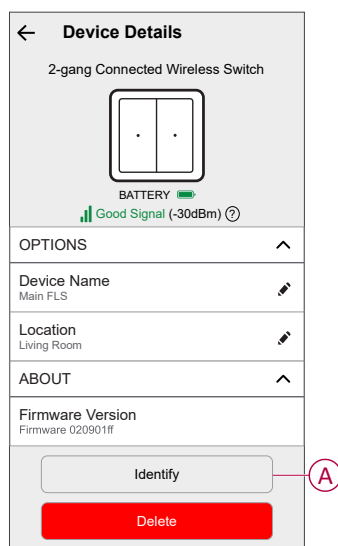 Device Details
2-gang Connected Wireless Switch
BATTERY
Good Signal (-30dBm) ?
OPTIONS
Device Name
Main FLS
Location
Living Room
ABOUT
Firmware Version
Firmware 020901ff
Identify
A
Delete